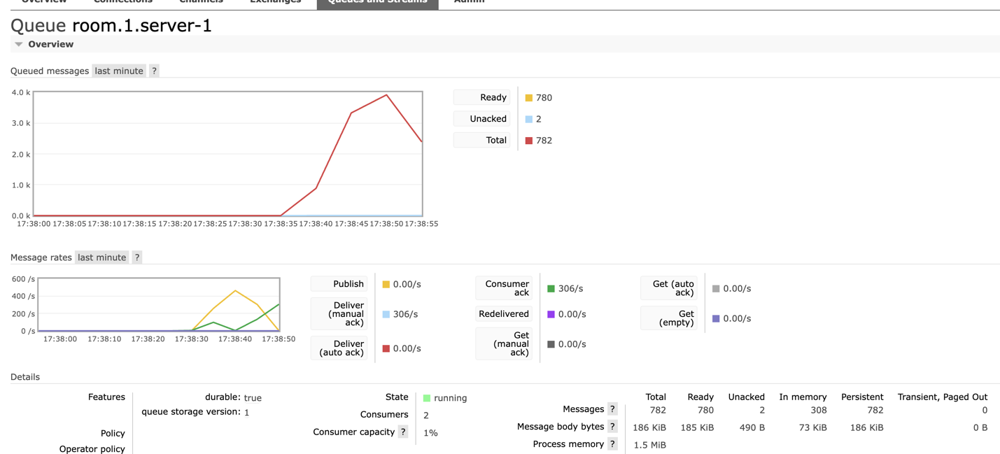 Overview Connections Channels Exchanges Queues and Streams Admin
Queue room.1.server-1
Overview
Queued messages last minute ?
4.0 k
3.0 k
2.0 k
1.0 k
0.0 k
17:38:00 17:38:05 17:38:10 17:38:15 17:38:20 17:38:25 17:38:30 17:38:35 17:38:40 17:38:45 17:38:50 17:38:55
Ready 780
Unacked 2
Total 782
Message rates last minute ?
600 /s
400 /s
200 /s
0 /s
17:38:00 17:38:10 17:38:20 17:38:30 17:38:40 17:38:50
Publish 0.00/s
Deliver
(manual
ack)
306/s
Deliver
(auto ack)
0.00/s
Consumer
ack
306/s
Redelivered 0.00/s
Get
(manual
ack)
0.00/s
Get (auto
ack)
0.00/s
Get
(empty)
0.00/s
Details
Features durable: true
queue storage version: 1
Policy
Operator policy
State running
Consumers 2
Consumer capacity ? 1%
Total Ready Unacked In memory Persistent Transient, Paged Out
Messages ? 782 780 2 308 782 0
Message body bytes ? 186 KiB 185 KiB 490 B 73 KiB 186 KiB 0 B
Process memory ? 1.5 MiB